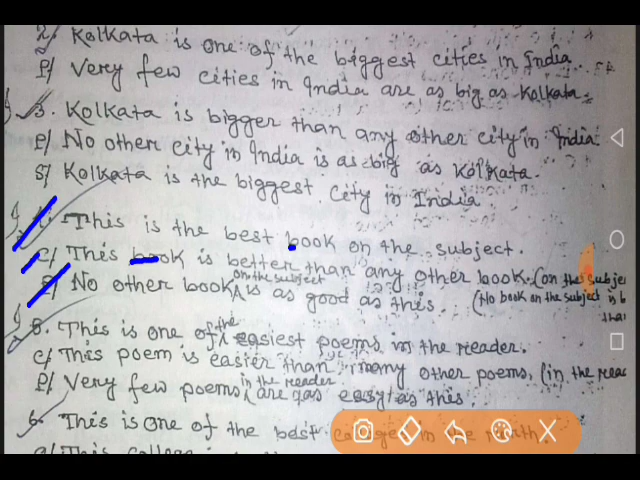 2/ Kolkata is one of the biggest cities in India.
P/ Very few cities in India are as big as Kolkata.
3. Kolkata is bigger than any other city in India
P/ No other city in India is as big as Kolkata.
S/ Kolkata is the biggest city in India
4. This is the best book on the subject.
C/ This book is better than any other book. (on the subject
on the subject
P/ No other book ^ is as good as this (No book on the subject is b
tha
the
5. This is one of ^ easiest poems in the reader.
C/ This poem is easier than many other poems, (in the read
in the reader
P/ Very few poems ^ are as easy as this.
6. This is one of the best in the